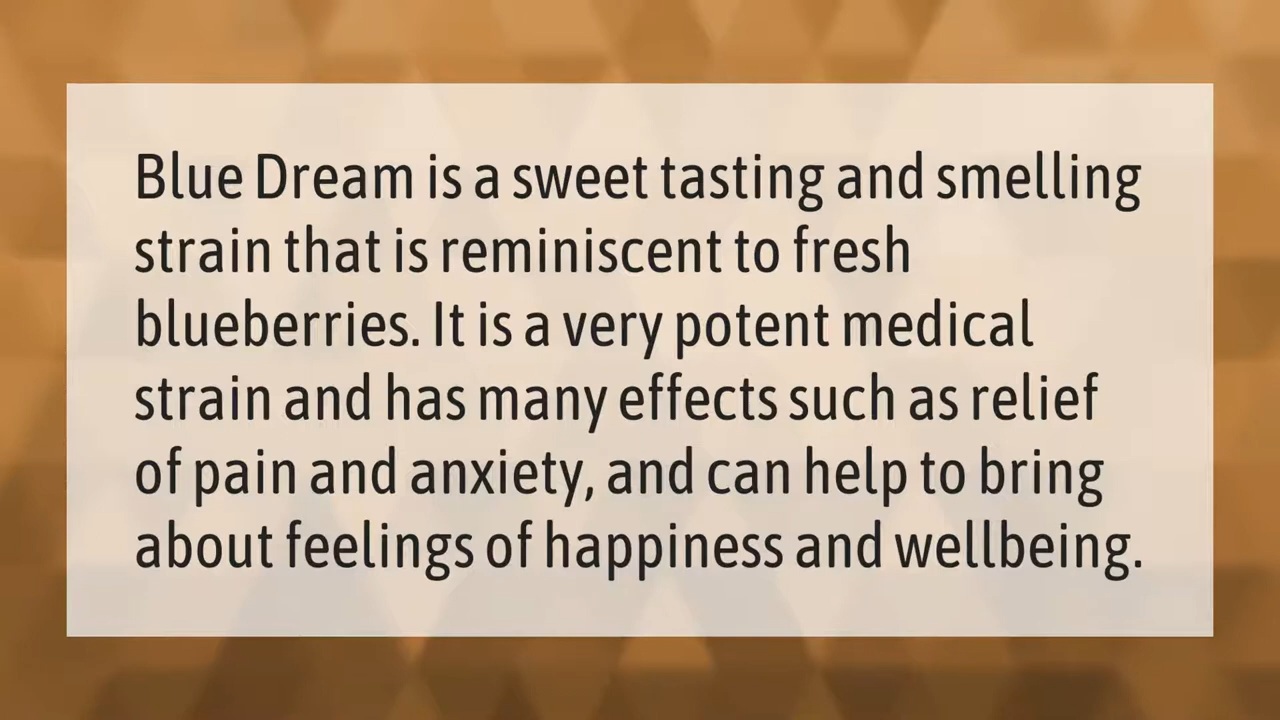 Blue Dream is a sweet tasting and smelling
strain that is reminiscent to fresh
blueberries. It is a very potent medical
strain and has many effects such as relief
of pain and anxiety, and can help to bring
about feelings of happiness and wellbeing.